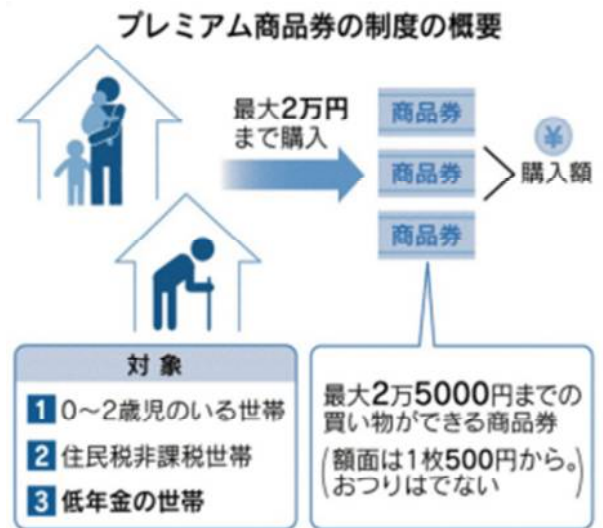 プレミアム商品券の制度の概要
最大2万円
まで購入
商品券
商品券
商品券
¥
購入額
対象
1 0〜2歳児のいる世帯
2 住民税非課税世帯
3 低年金の世帯
最大2万5000円までの
買い物ができる商品券
(額面は1枚500円から。
おつりはでない)